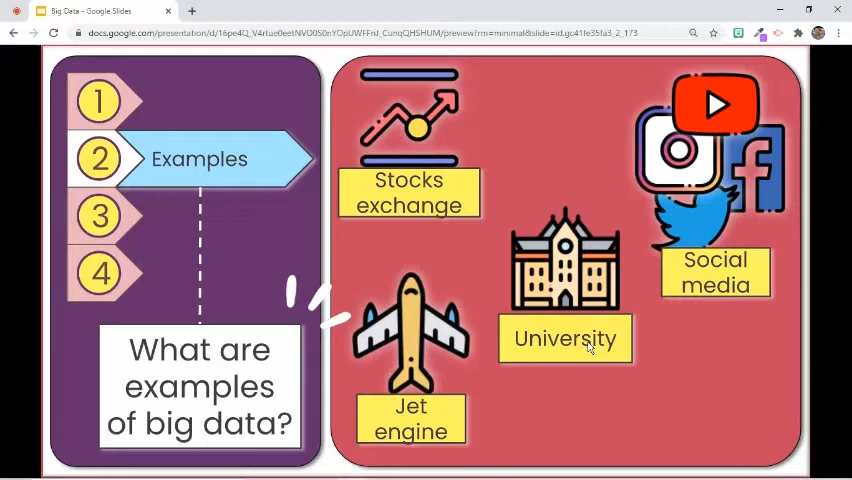 Big Data - Google Slides
docs.google.com/presentation/d/16pe4Q_V4rtue0eetNVO0S0nYDpUWFFnJ_CunqQHSHUM/preview?rm=minimal&slide=id.gc41fe35fa3_2_173
1
2
Examples
3
4
What are
examples
of big data?
Stocks
exchange
Social
media
University
Jet
engine